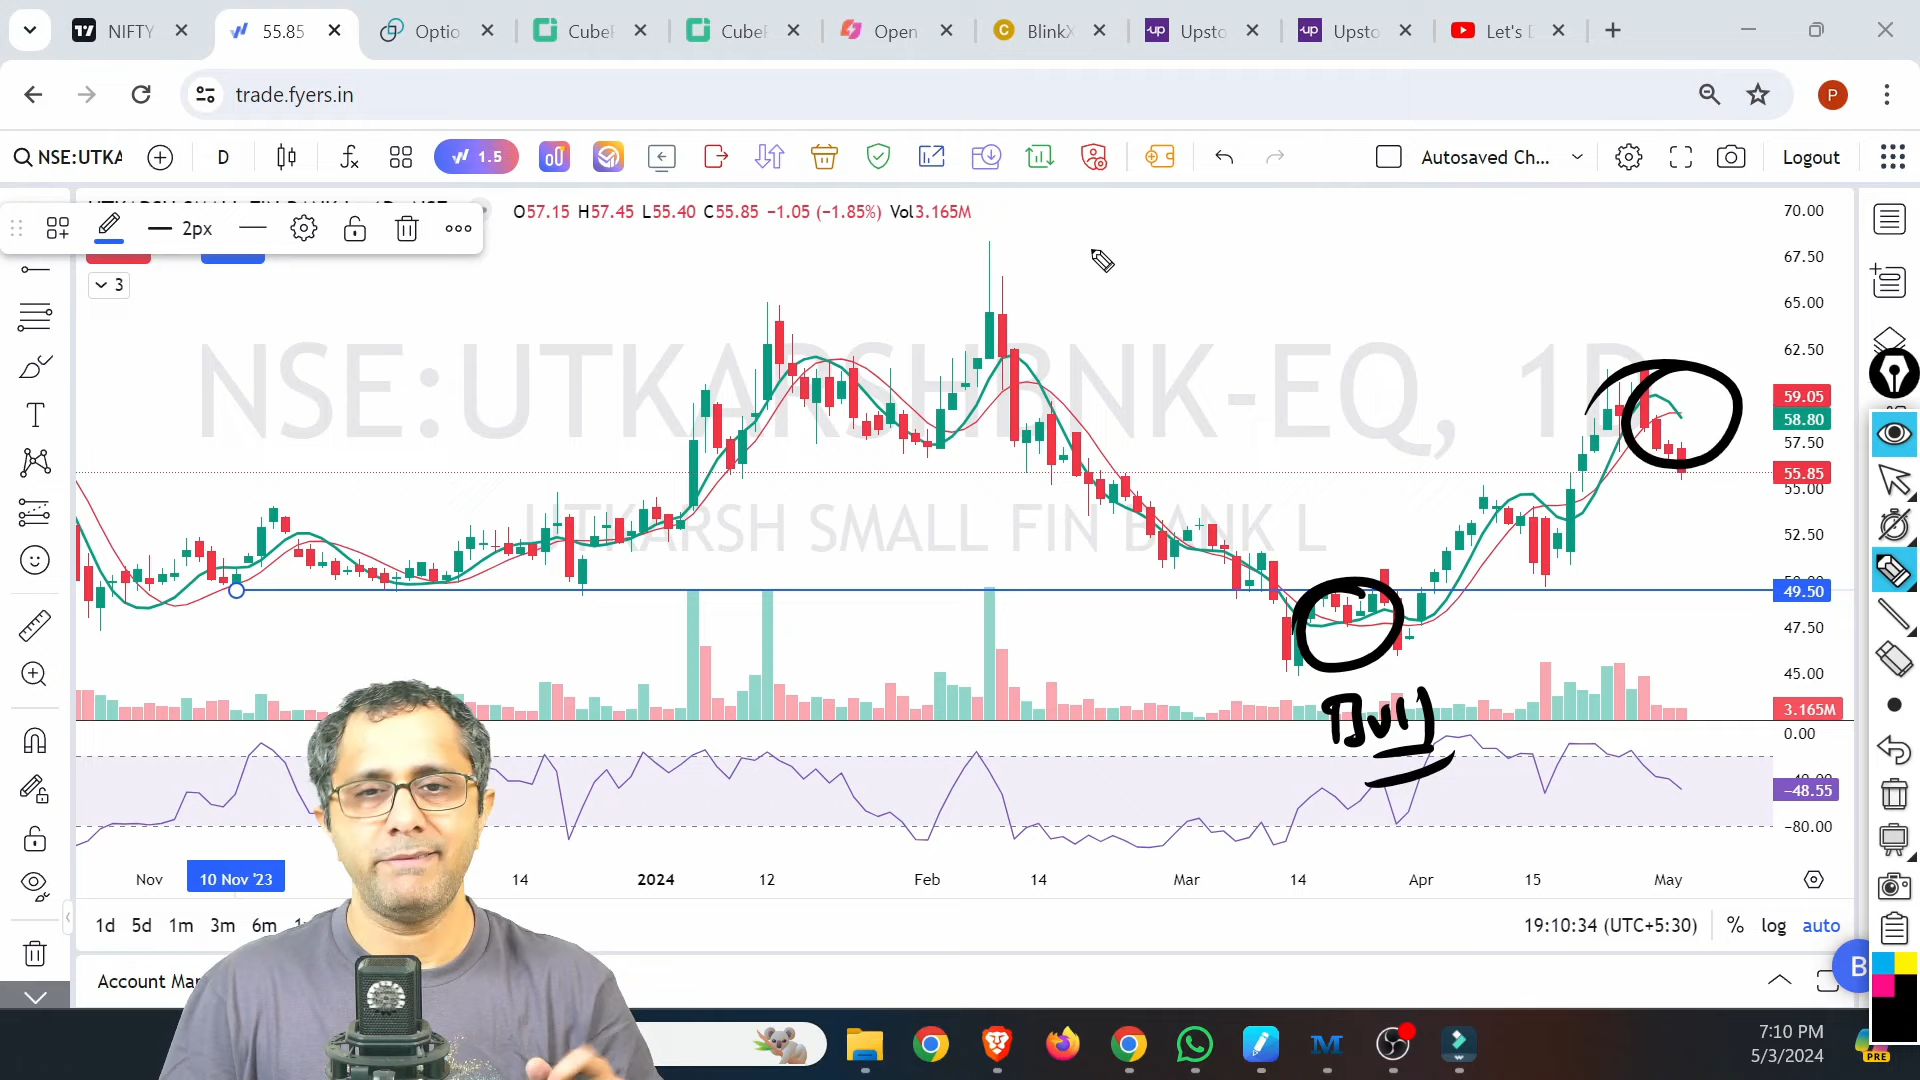 NIFTY
55.85
Optio
Cube
Cube
Open
BlinkX
Upsto
Upsto
Let's D
trade.fyers.in
P
NSE:UTKA
D
1.5
Autosaved Ch...
Logout
2px
O57.15 H57.45 L55.40 C55.85 −1.05 (−1.85%) Vol3.165M
3
NSE:UTKARSHBNK-EQ, 1D
UTKARSH SMALL FIN BANK L
70.00
67.50
65.00
62.50
59.05
58.80
57.50
55.85
55.00
52.50
49.50
47.50
45.00
3.165M
0.00
−48.55
−80.00
Nov
10 Nov '23
14
2024
12
Feb
14
Mar
14
Apr
15
May
1d 5d 1m 3m 6m
19:10:34 (UTC+5:30)
% log auto
Account Mar
B
7:10 PM
5/3/2024
PRE